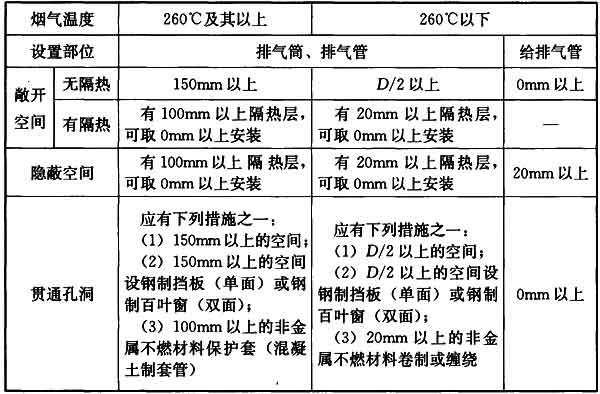 烟气温度 260℃及其以上 260℃以下
设置部位 排气筒、排气管 给排气管
敞开空间 无隔热 150mm 以上 D/2 以上 0mm 以上
有隔热 有 100mm 以上隔热层，可取 0mm 以上安装 有 20mm 以上隔热层，可取 0mm 以上安装 —
隐蔽空间 有 100mm 以上隔热层，可取 0mm 以上安装 有 20mm 以上隔热层，可取 0mm 以上安装 20mm 以上
贯通孔洞
应有下列措施之一：
（1）150mm 以上的空间；
（2）150mm 以上的空间
设钢制挡板（单面）或钢
制百叶窗（双面）；
（3）100mm 以上的非金
属不燃材料保护套（混凝
土制套管）
应有下列措施之一：
（1）D/2 以上的空间；
（2）D/2 以上的空间设
钢制挡板（单面）或钢制
百叶窗（双面）；
（3）20mm 以上的非金
属不燃材料卷制或缠绕
0mm 以上